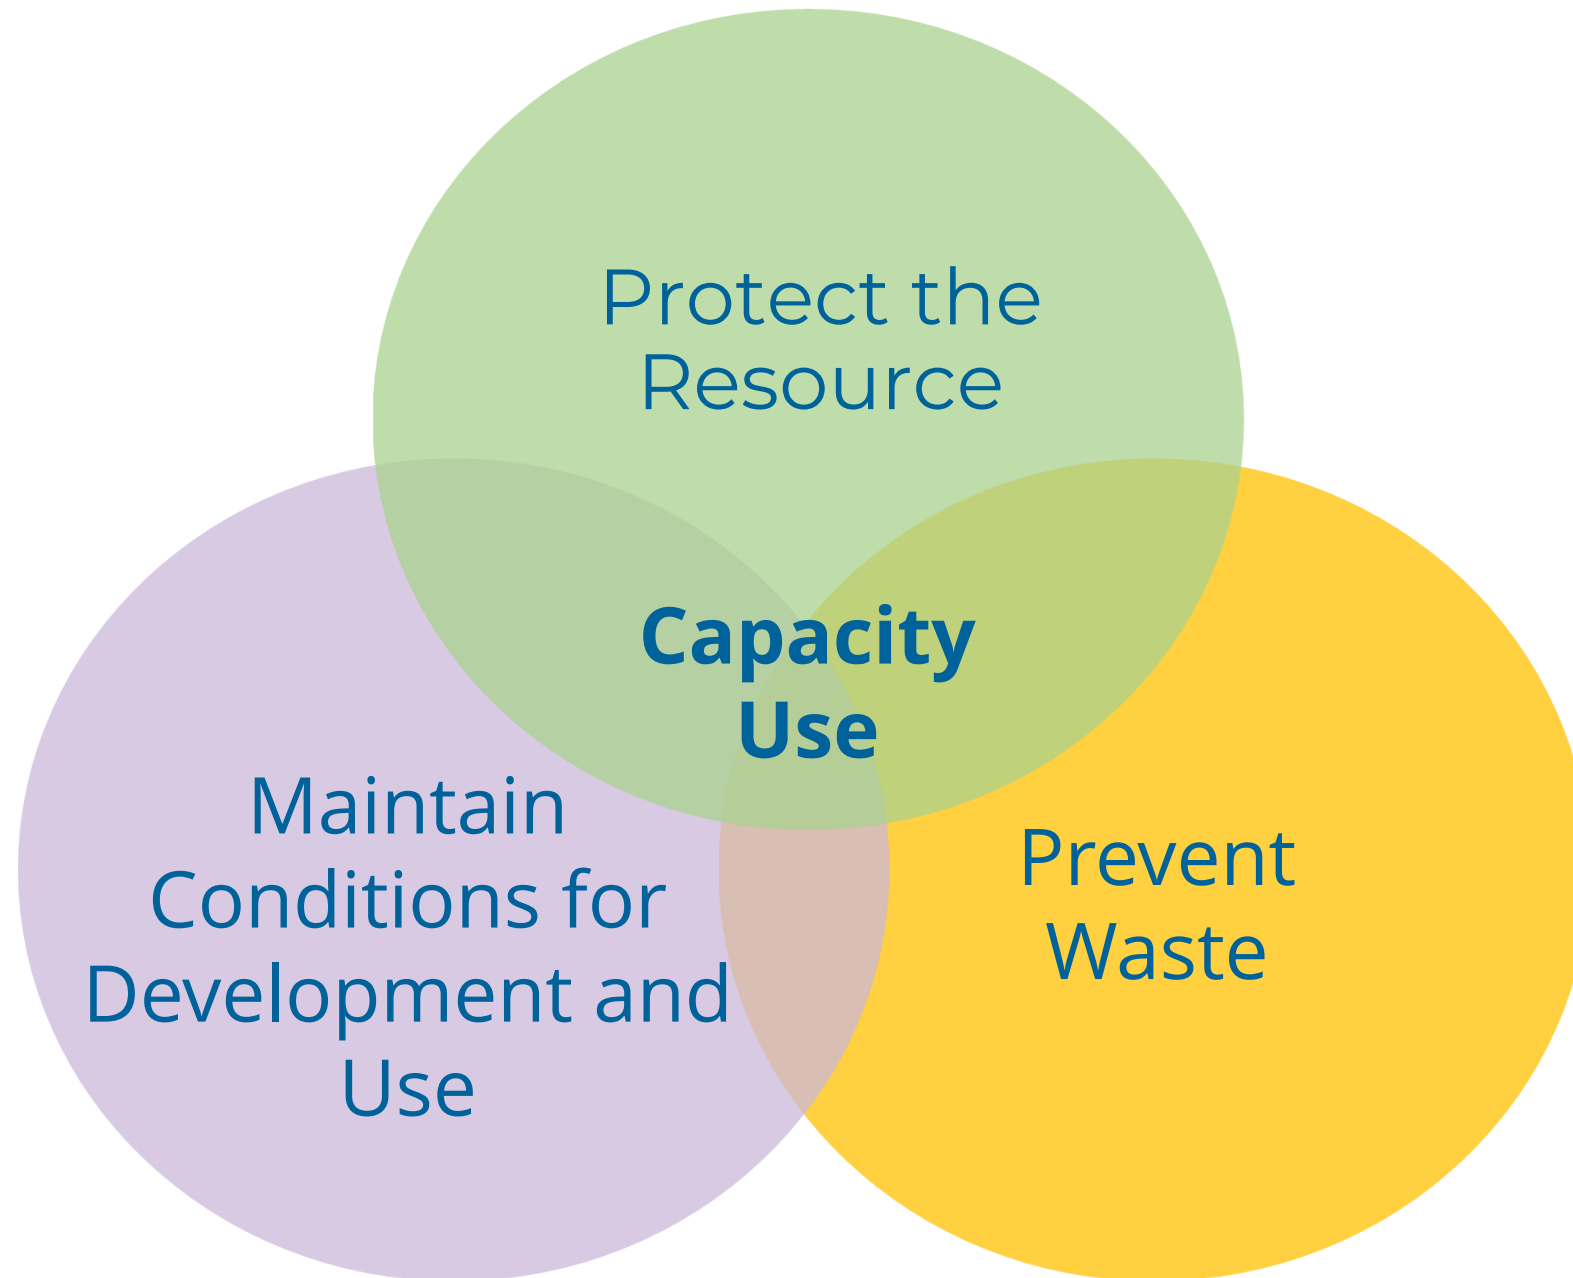 Protect the
Resource
Capacity
Use
Maintain
Conditions for
Development and
Use
Prevent
Waste